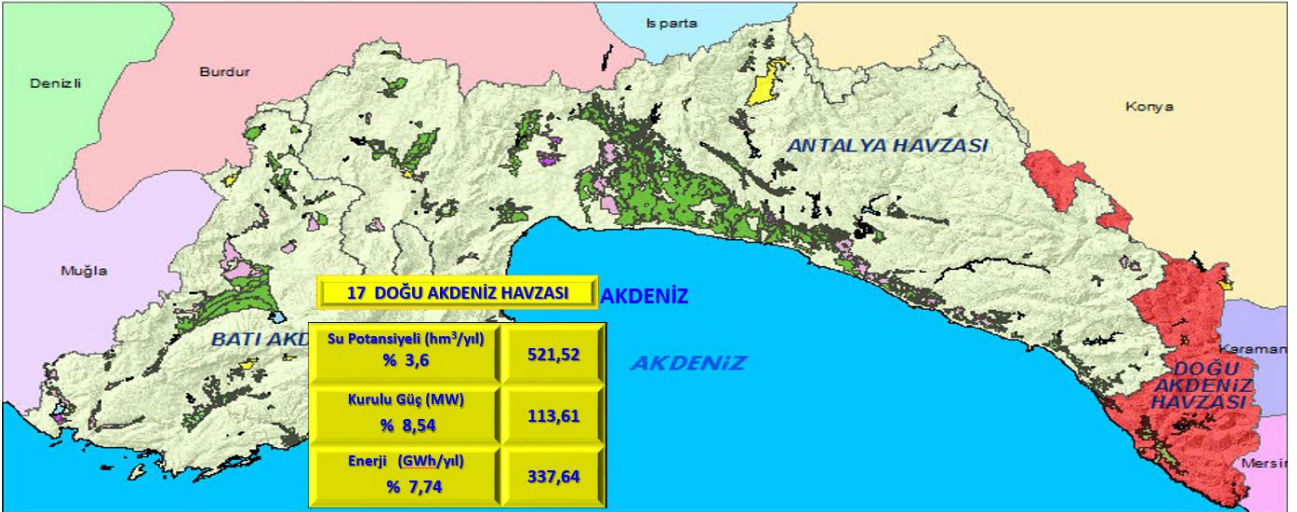 Isparta
Denizli
Burdur
Konya
ANTALYA HAVZASI
Muğla
17 DOĞU AKDENİZ HAVZASI
AKDENİZ
BATI AKD
Su Potansiyeli (hm³/yıl)
% 3,6
521,52
AKDENİZ
Karaman
DOĞU
AKDENİZ
HAVZASI
Kurulu Güç (MW)
% 8,54
113,61
Enerji (GWh/yıl)
% 7,74
337,64
Mersin